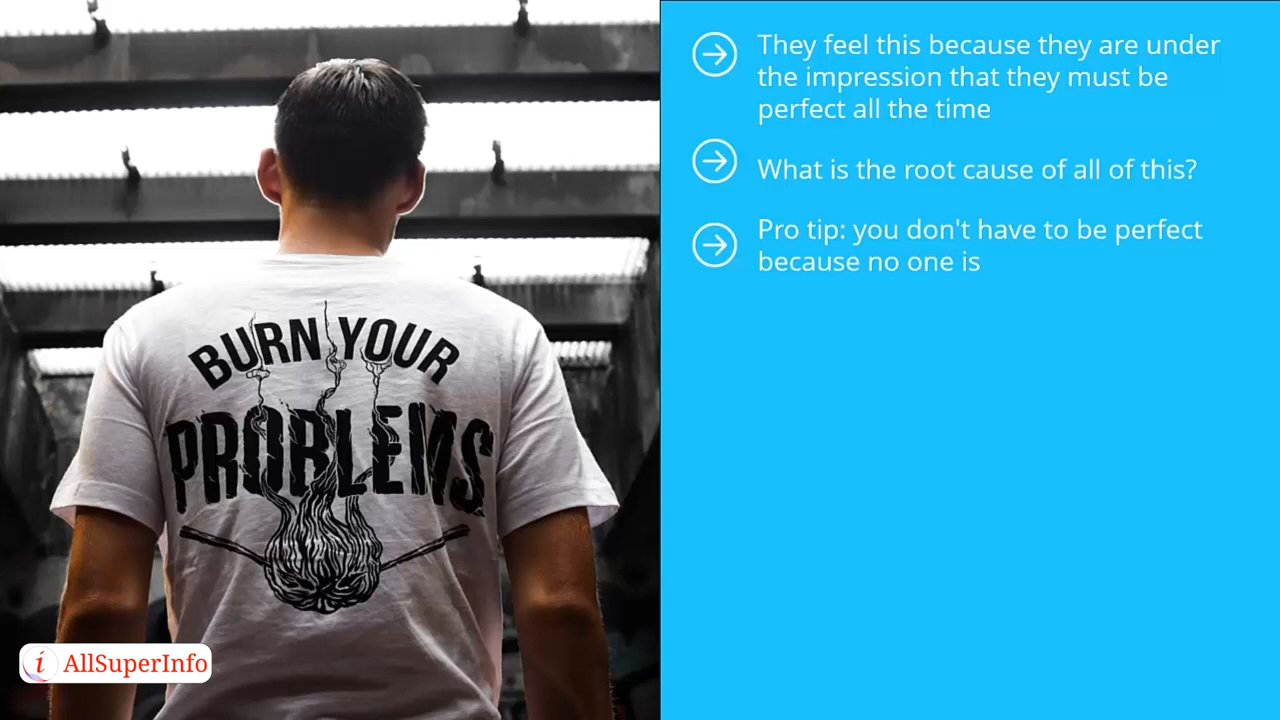 BURN YOUR
PROBLEMS
i AllSuperInfo
They feel this because they are under
the impression that they must be
perfect all the time
What is the root cause of all of this?
Pro tip: you don't have to be perfect
because no one is